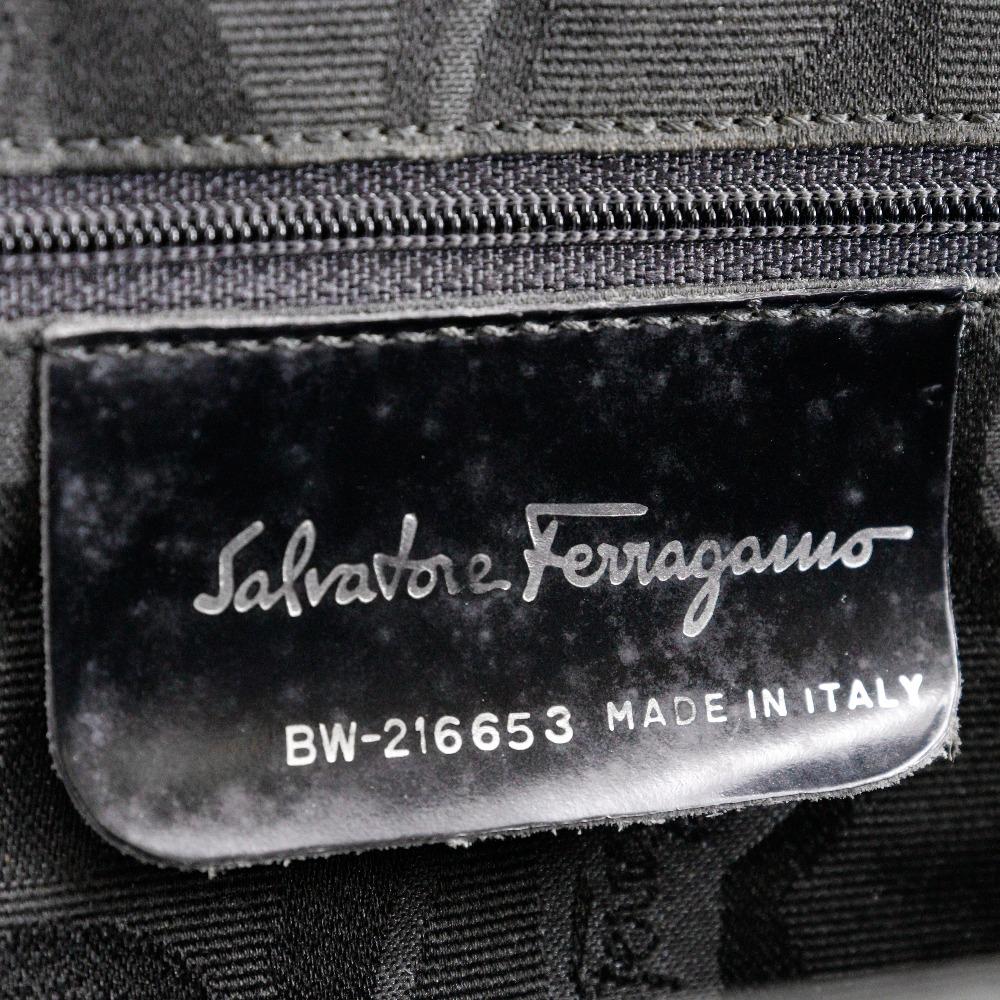 Salvatore Ferragamo
BW-216653 MADE IN ITALY